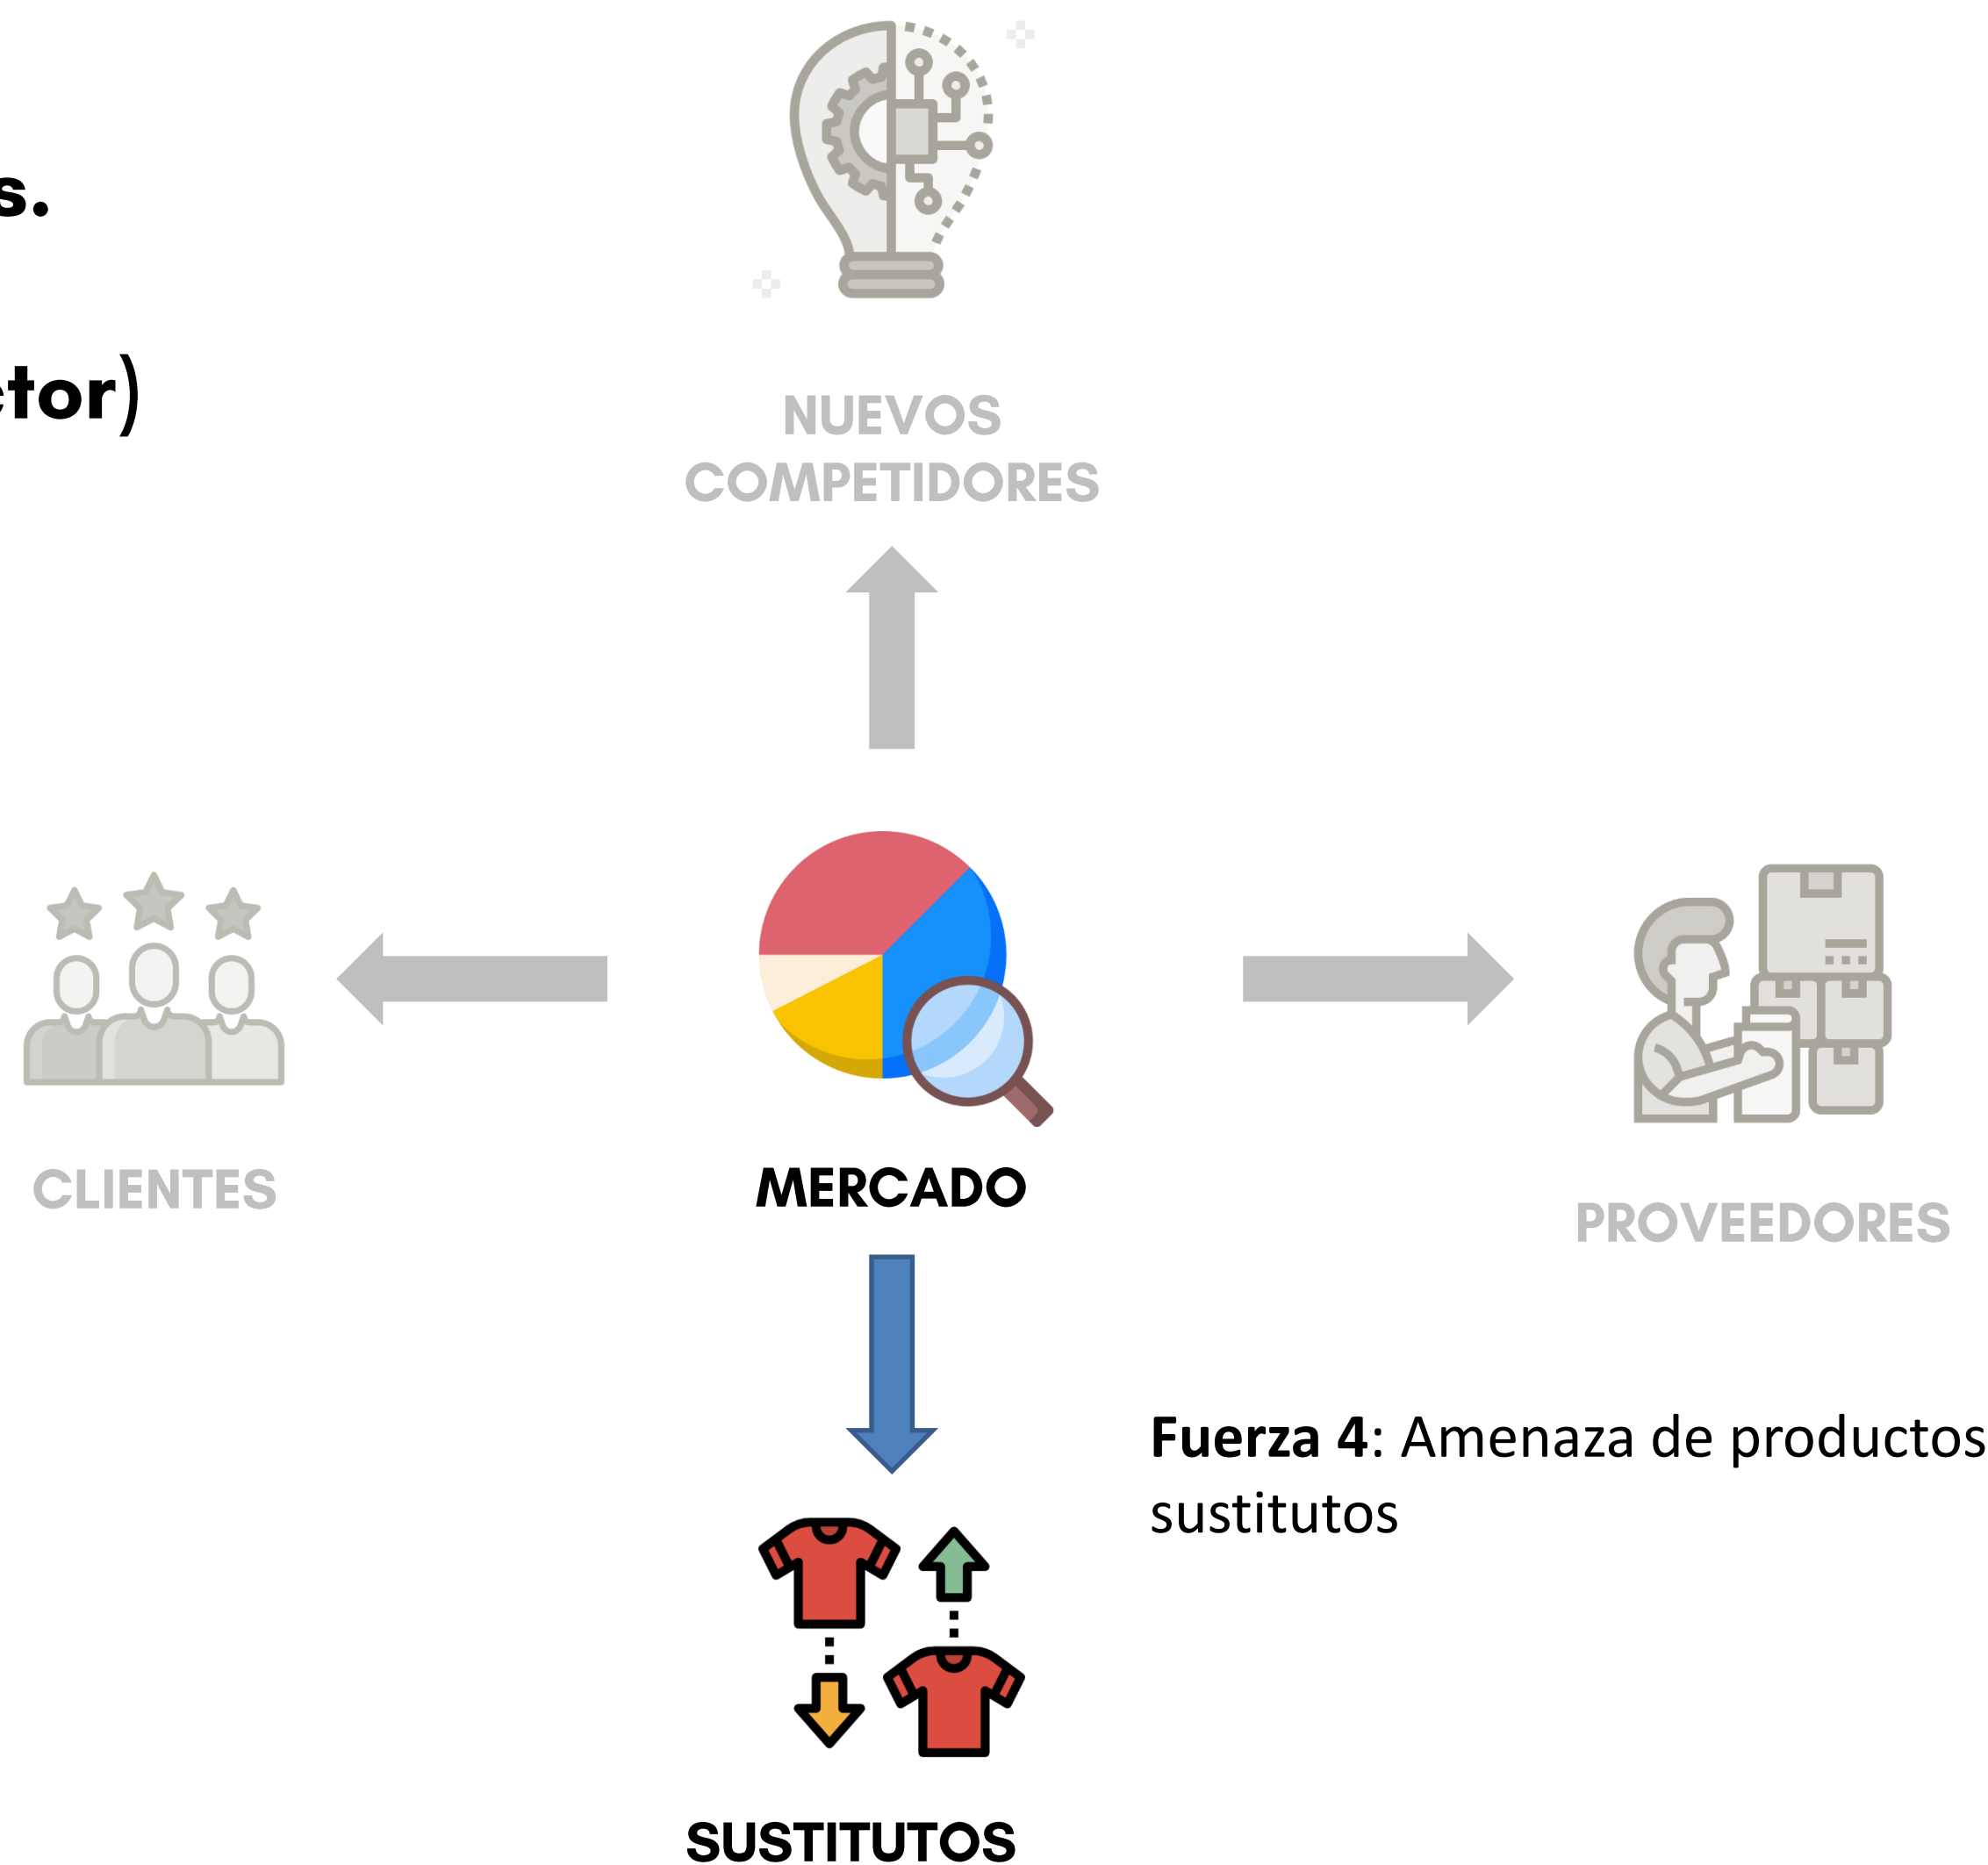 s.
tor)
NUEVOS
COMPETIDORES
CLIENTES
MERCADO
PROVEEDORES
Fuerza 4: Amenaza de productos
sustitutos
SUSTITUTOS